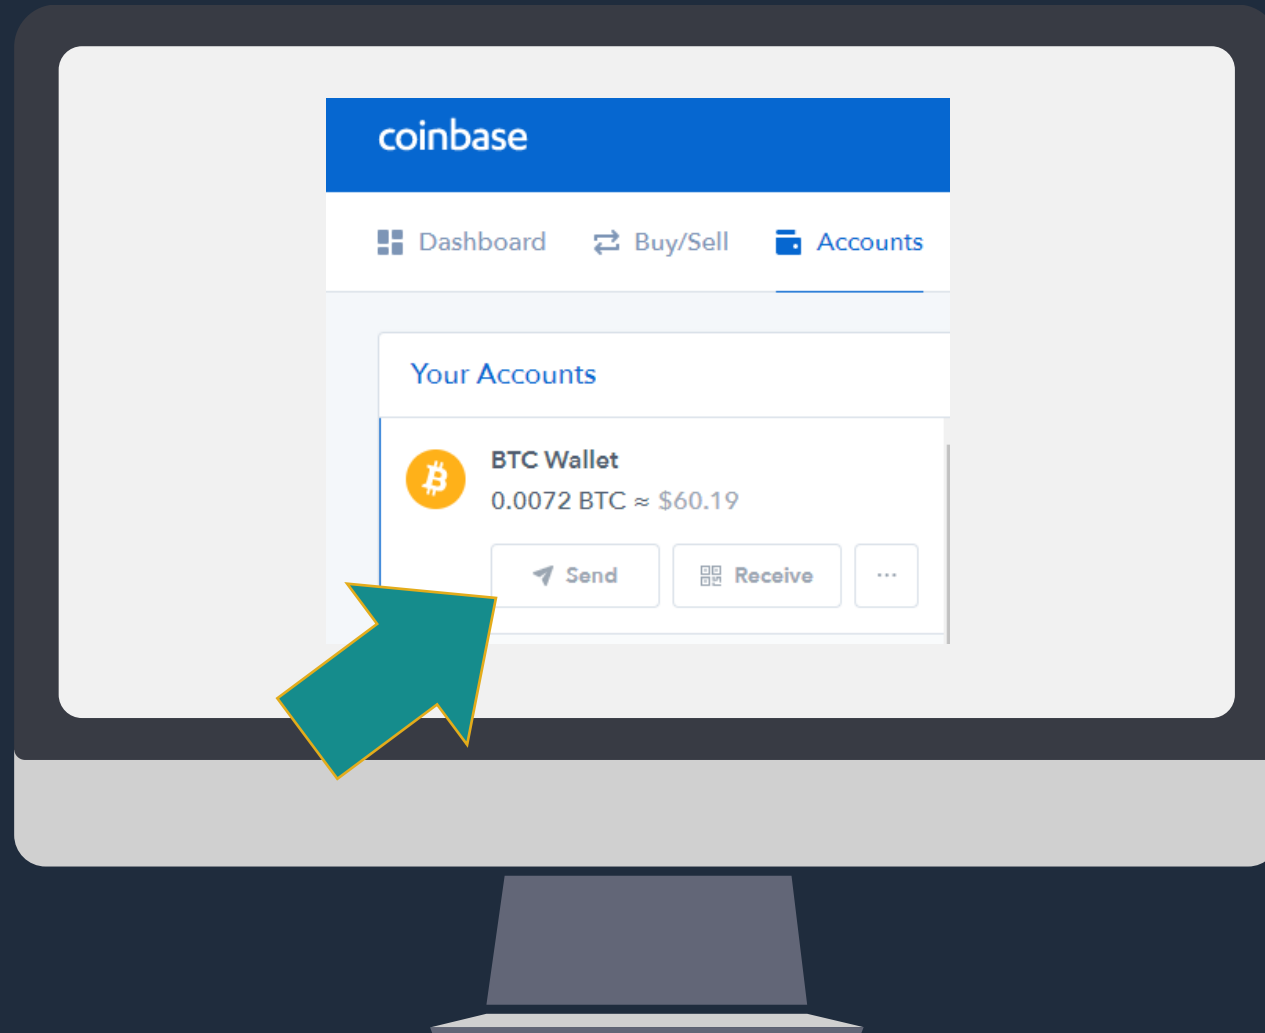 coinbase
Dashboard Buy/Sell Accounts
Your Accounts
BTC Wallet
0.0072 BTC ≈ $60.19
Send Receive ...